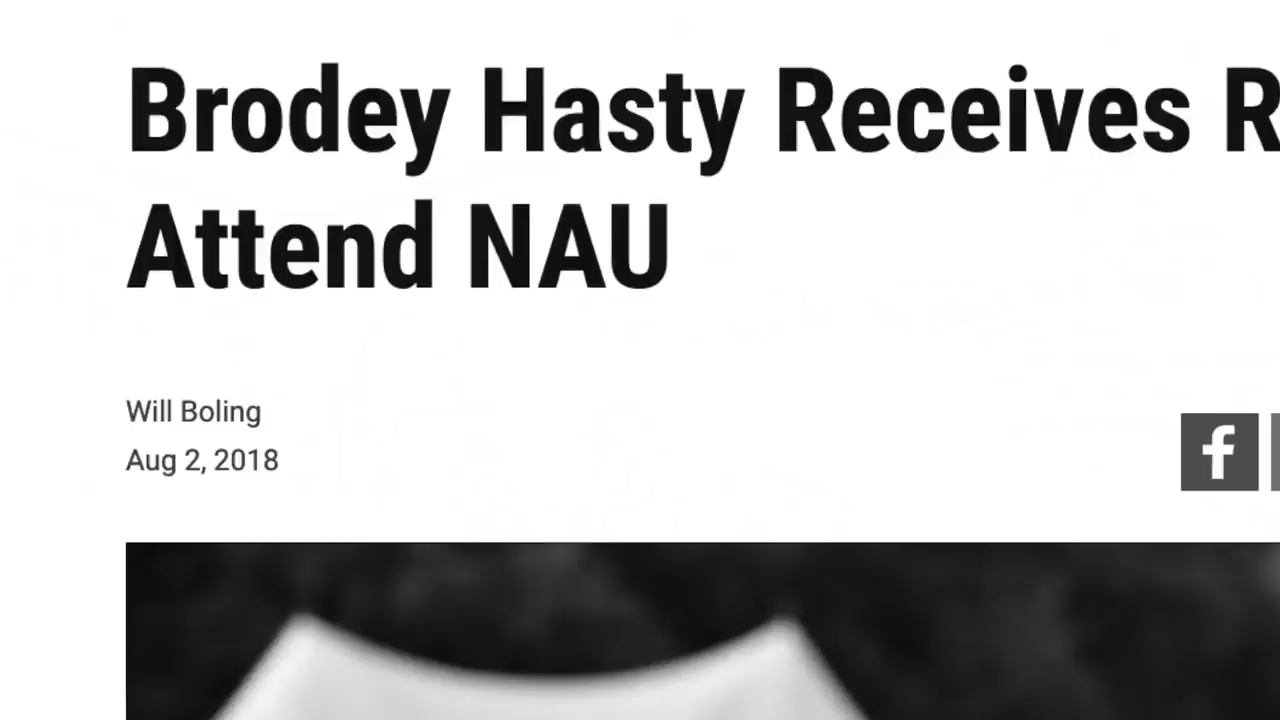 Brodey Hasty Receives R
Attend NAU
Will Boling
Aug 2, 2018